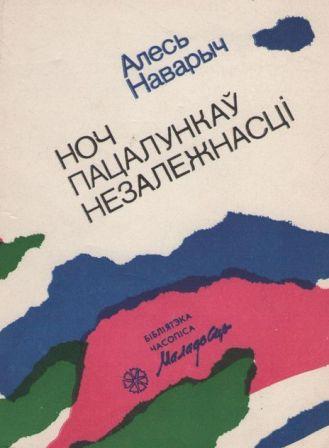 Алесь
Наварыч
НОЧ
ПАЦАЛУНКАЎ
НЕЗАЛЕЖНАСЦІ
БІБЛІЯТЭКА
ЧАСОПІСА
Маладосць